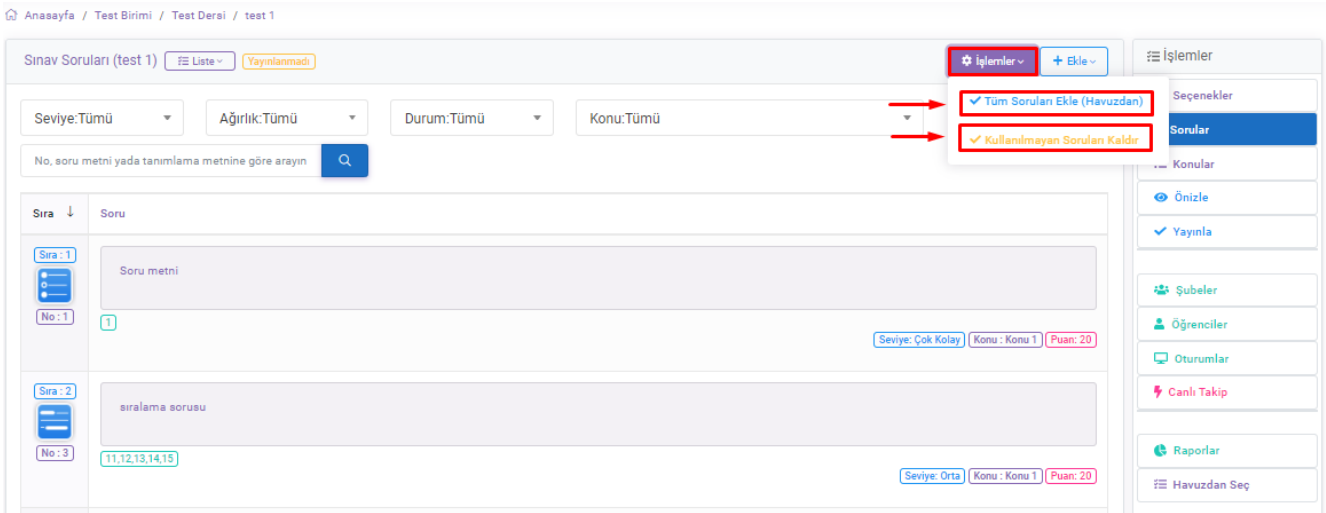 Anasayfa / Test Birimi / Test Dersi / test 1
Sınav Soruları (test 1) Liste Yayınlanmadı
İşlemler
+ Ekle
Tüm Soruları Ekle (Havuzdan)
Kullanılmayan Soruları Kaldır
Seviye:Tümü
Ağırlık:Tümü
Durum:Tümü
Konu:Tümü
No, soru metni yada tanımlama metnine göre arayın
Sıra ↓ Soru
Sıra : 1
No : 1
Soru metni
1
Seviye: Çok Kolay Konu : Konu 1 Puan: 20
Sıra : 2
No : 3
sıralama sorusu
11,12,13,14,15
Seviye: Orta Konu : Konu 1 Puan: 20
İşlemler
Seçenekler
Sorular
Konular
Önizle
Yayınla
Şubeler
Öğrenciler
Oturumlar
Canlı Takip
Raporlar
Havuzdan Seç